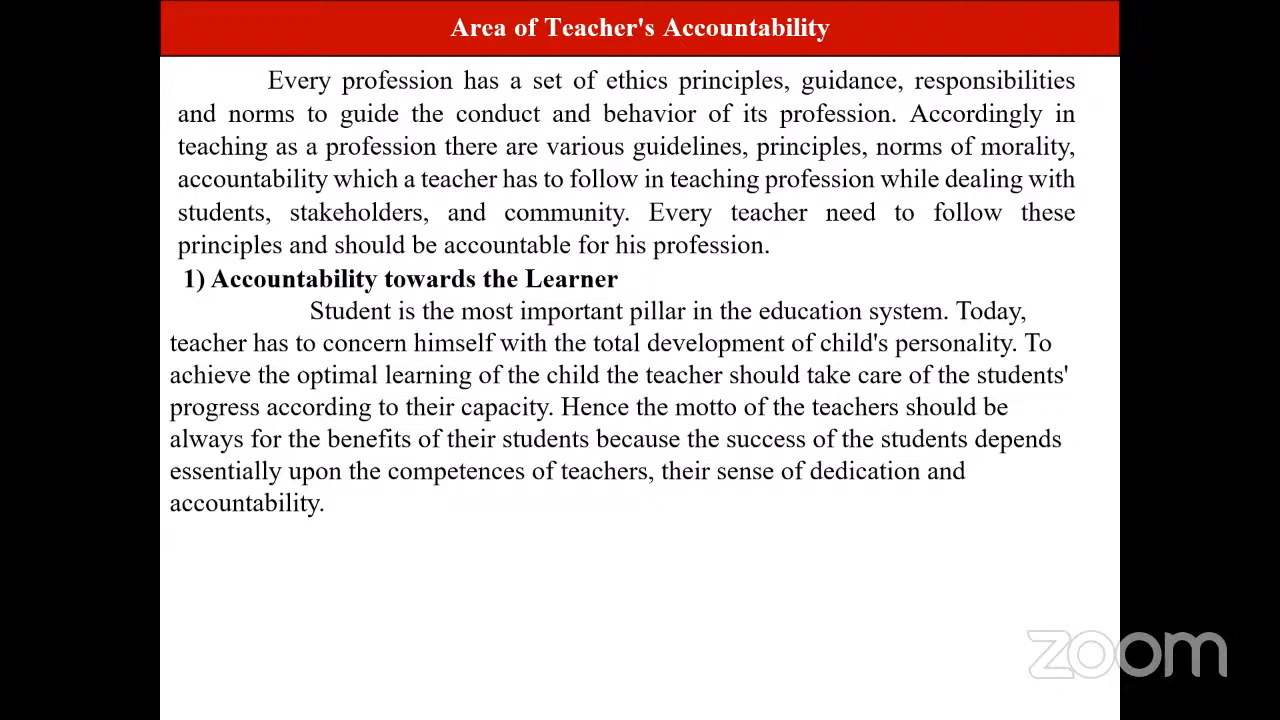 Area of Teacher's Accountability
Every profession has a set of ethics principles, guidance, responsibilities
and norms to guide the conduct and behavior of its profession. Accordingly in
teaching as a profession there are various guidelines, principles, norms of morality,
accountability which a teacher has to follow in teaching profession while dealing with
students, stakeholders, and community. Every teacher need to follow these
principles and should be accountable for his profession.
1) Accountability towards the Learner
Student is the most important pillar in the education system. Today,
teacher has to concern himself with the total development of child's personality. To
achieve the optimal learning of the child the teacher should take care of the students'
progress according to their capacity. Hence the motto of the teachers should be
always for the benefits of their students because the success of the students depends
essentially upon the competences of teachers, their sense of dedication and
accountability.
zoom